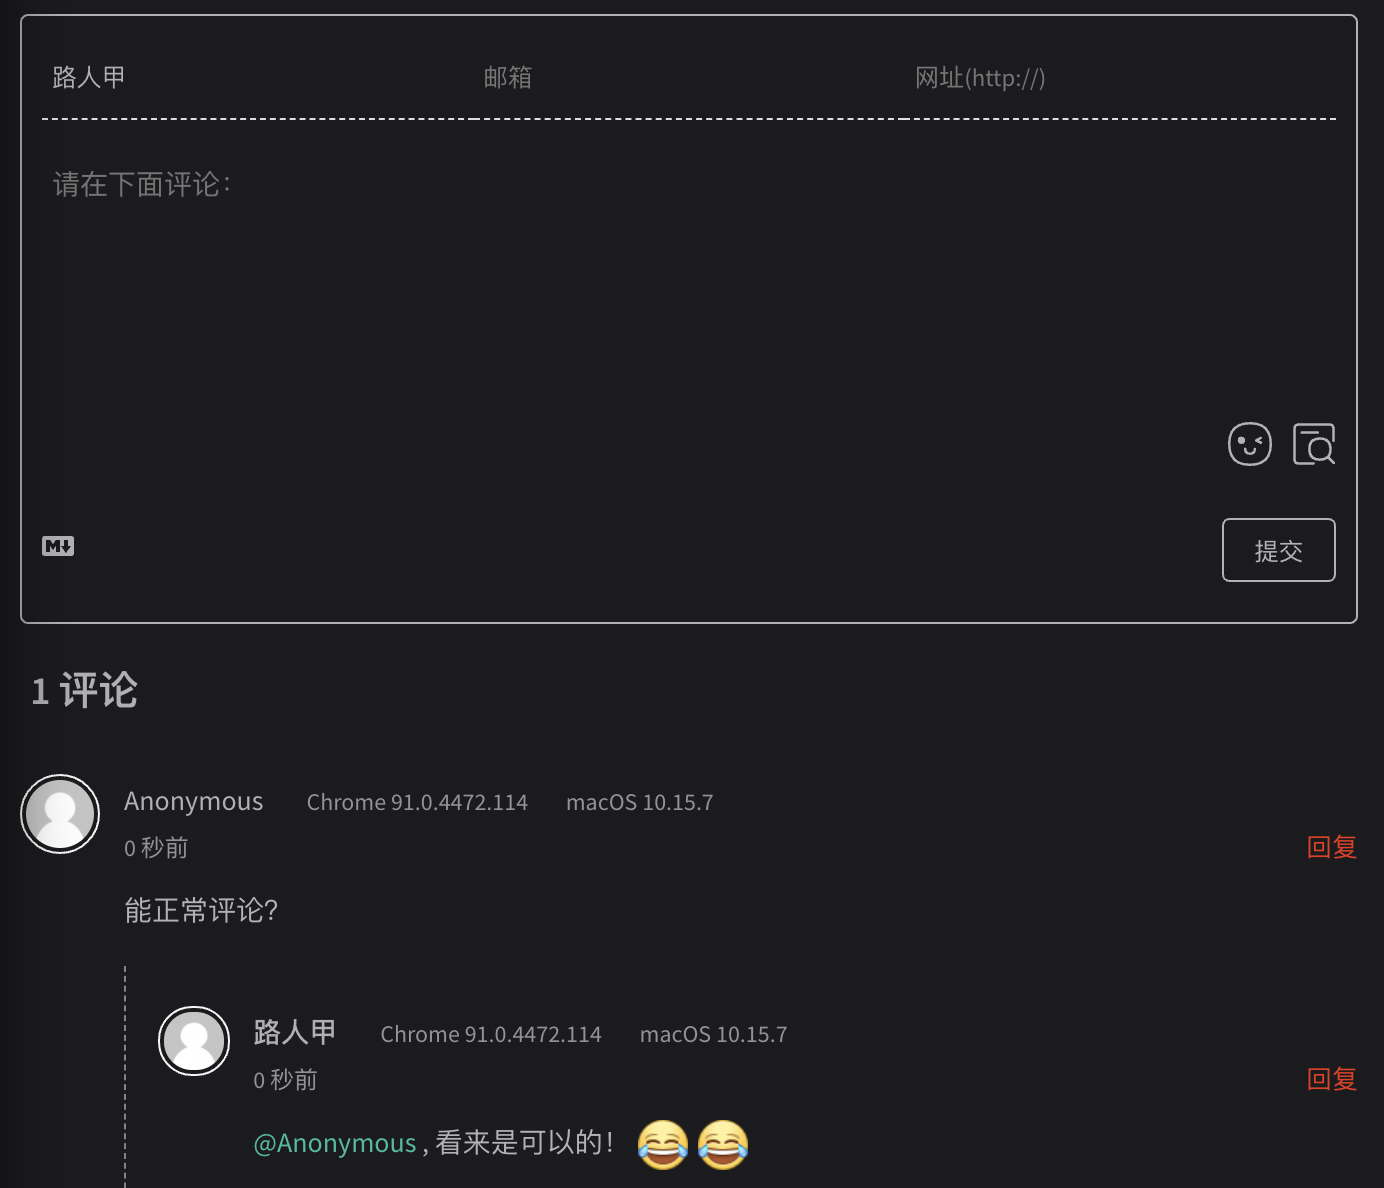 路人甲 邮箱 网址(http://)
请在下面评论：
M↓
提交
1 评论
Anonymous Chrome 91.0.4472.114 macOS 10.15.7
0 秒前 回复
能正常评论?
路人甲 Chrome 91.0.4472.114 macOS 10.15.7
0 秒前 回复
@Anonymous , 看来是可以的！